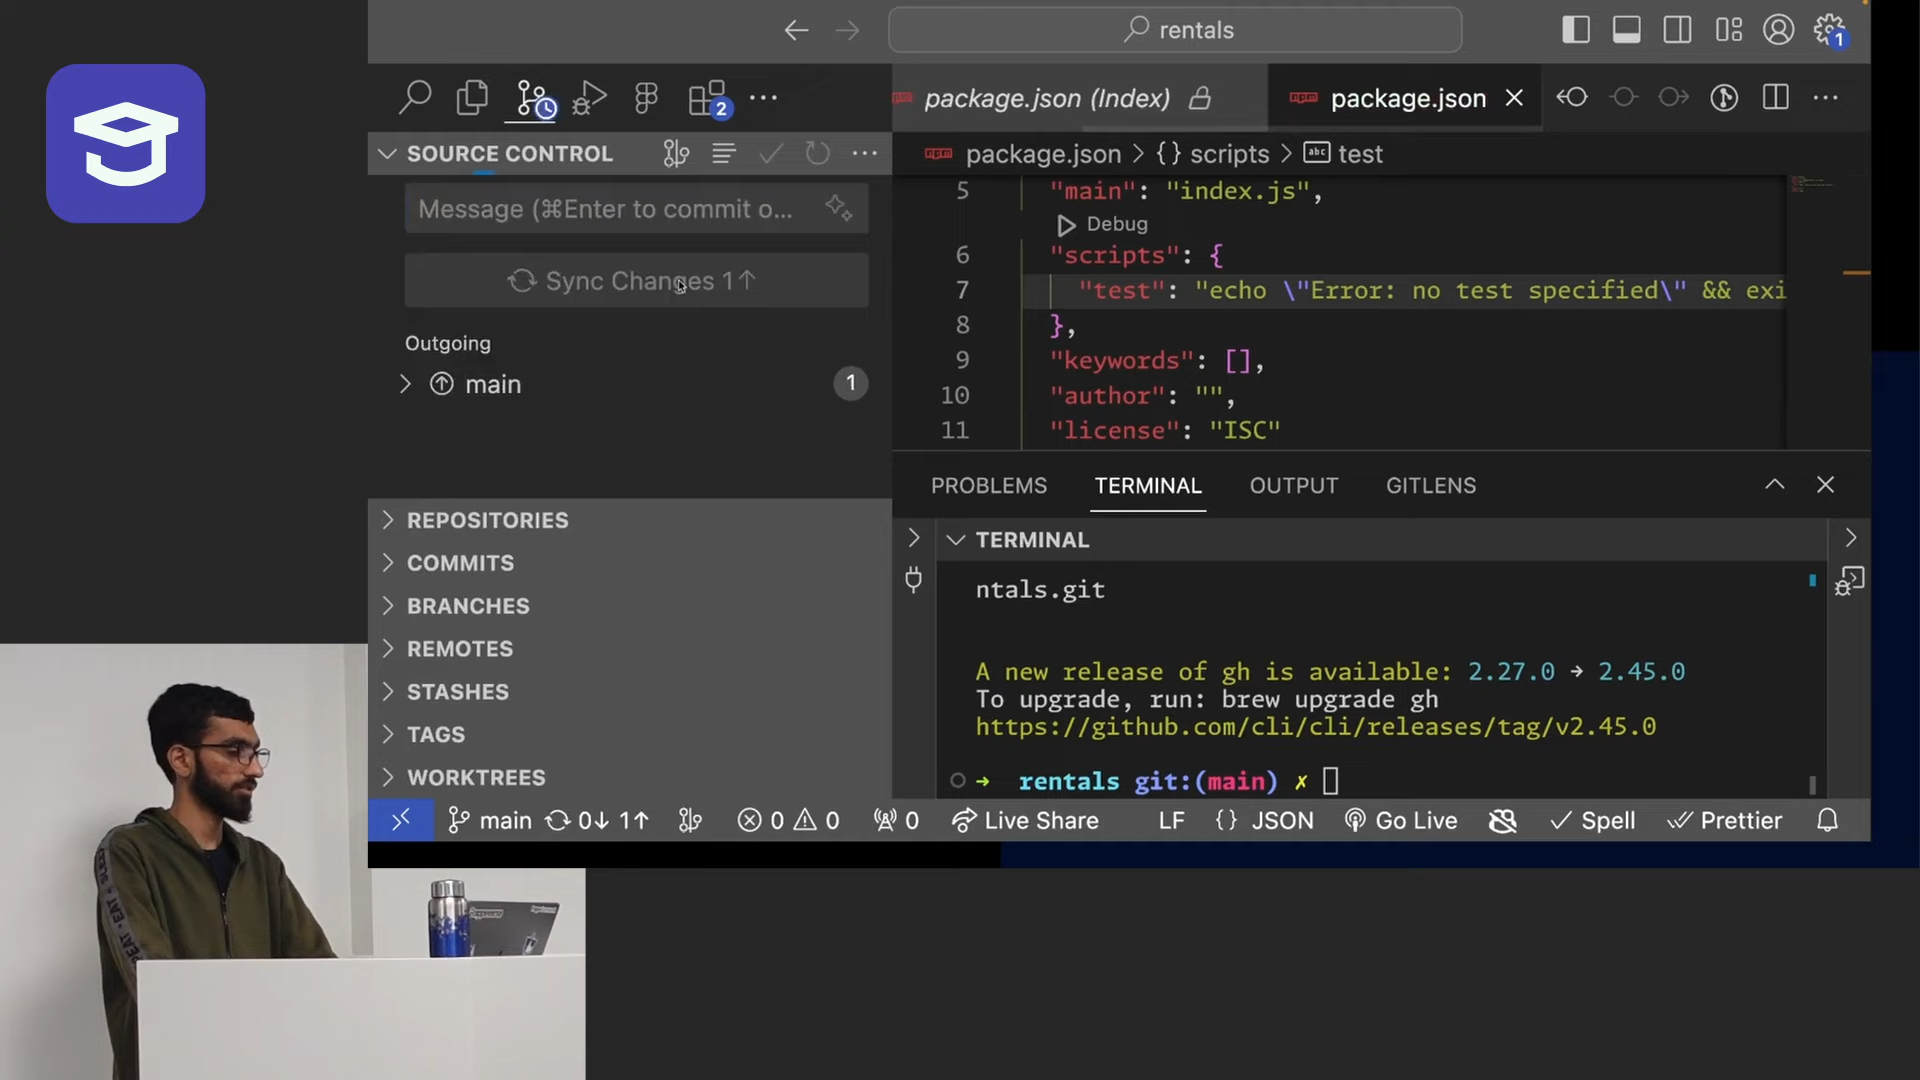 rentals
1
2
package.json (Index)
package.json
SOURCE CONTROL
package.json > {} scripts > abc test
Message (⌘Enter to commit o...
Sync Changes 1↑
Outgoing
main
1
REPOSITORIES
COMMITS
BRANCHES
REMOTES
STASHES
TAGS
WORKTREES
5 "main": "index.js",
Debug
6 "scripts": {
7 "test": "echo \"Error: no test specified\" && exi
8 },
9 "keywords": [],
10 "author": "",
11 "license": "ISC"
PROBLEMS TERMINAL OUTPUT GITLENS
TERMINAL
ntals.git
A new release of gh is available: 2.27.0 → 2.45.0
To upgrade, run: brew upgrade gh
https://github.com/cli/cli/releases/tag/v2.45.0
→ rentals git:(main) ✗
main 0↓ 1↑ 0 0 0 Live Share LF {} JSON Go Live Spell Prettier
EAT